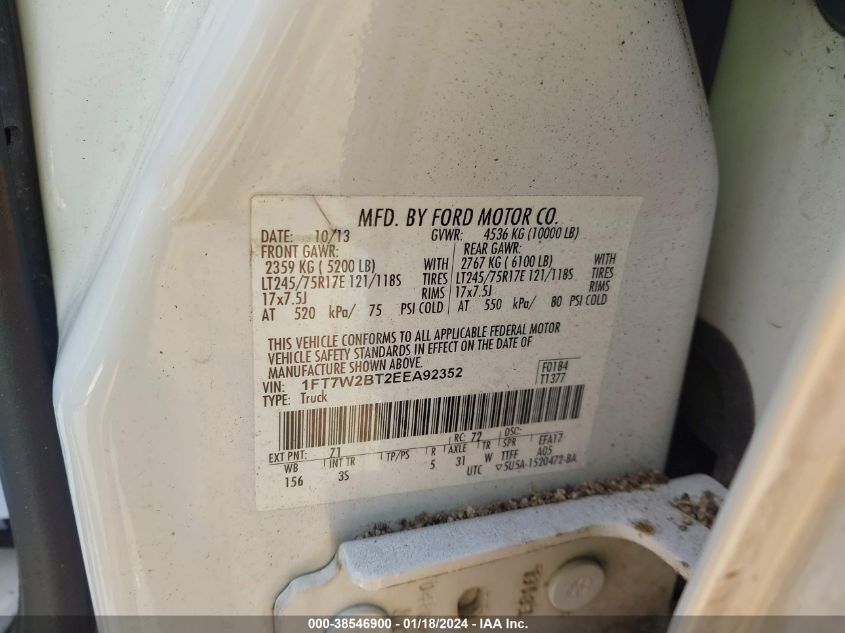 MFD. BY FORD MOTOR CO.
DATE: 10/13 GVWR: 4536 KG (10000 LB)
FRONT GAWR: REAR GAWR:
2359 KG ( 5200 LB) WITH 2767 KG ( 6100 LB) WITH
LT245/75R17E 121/118S TIRES LT245/75R17E 121/118S TIRES
17x7.5J RIMS 17x7.5J RIMS
AT 520 kPa/ 75 PSI COLD AT 550 kPa/ 80 PSI COLD
THIS VEHICLE CONFORMS TO ALL APPLICABLE FEDERAL MOTOR
VEHICLE SAFETY STANDARDS IN EFFECT ON THE DATE OF
MANUFACTURE SHOWN ABOVE.
VIN: 1FT7W2BT2EEA92352 F0184
TYPE: Truck T1377
EXT PNT: 71 RC: 72 DSC:
WB INT TR TP/PS R AXLE TR SPR EFA17
156 3S 5 31 W TTFF A05
UTC ▽5U5A-1520472-BA
000-38546900 - 01/18/2024 - IAA Inc.